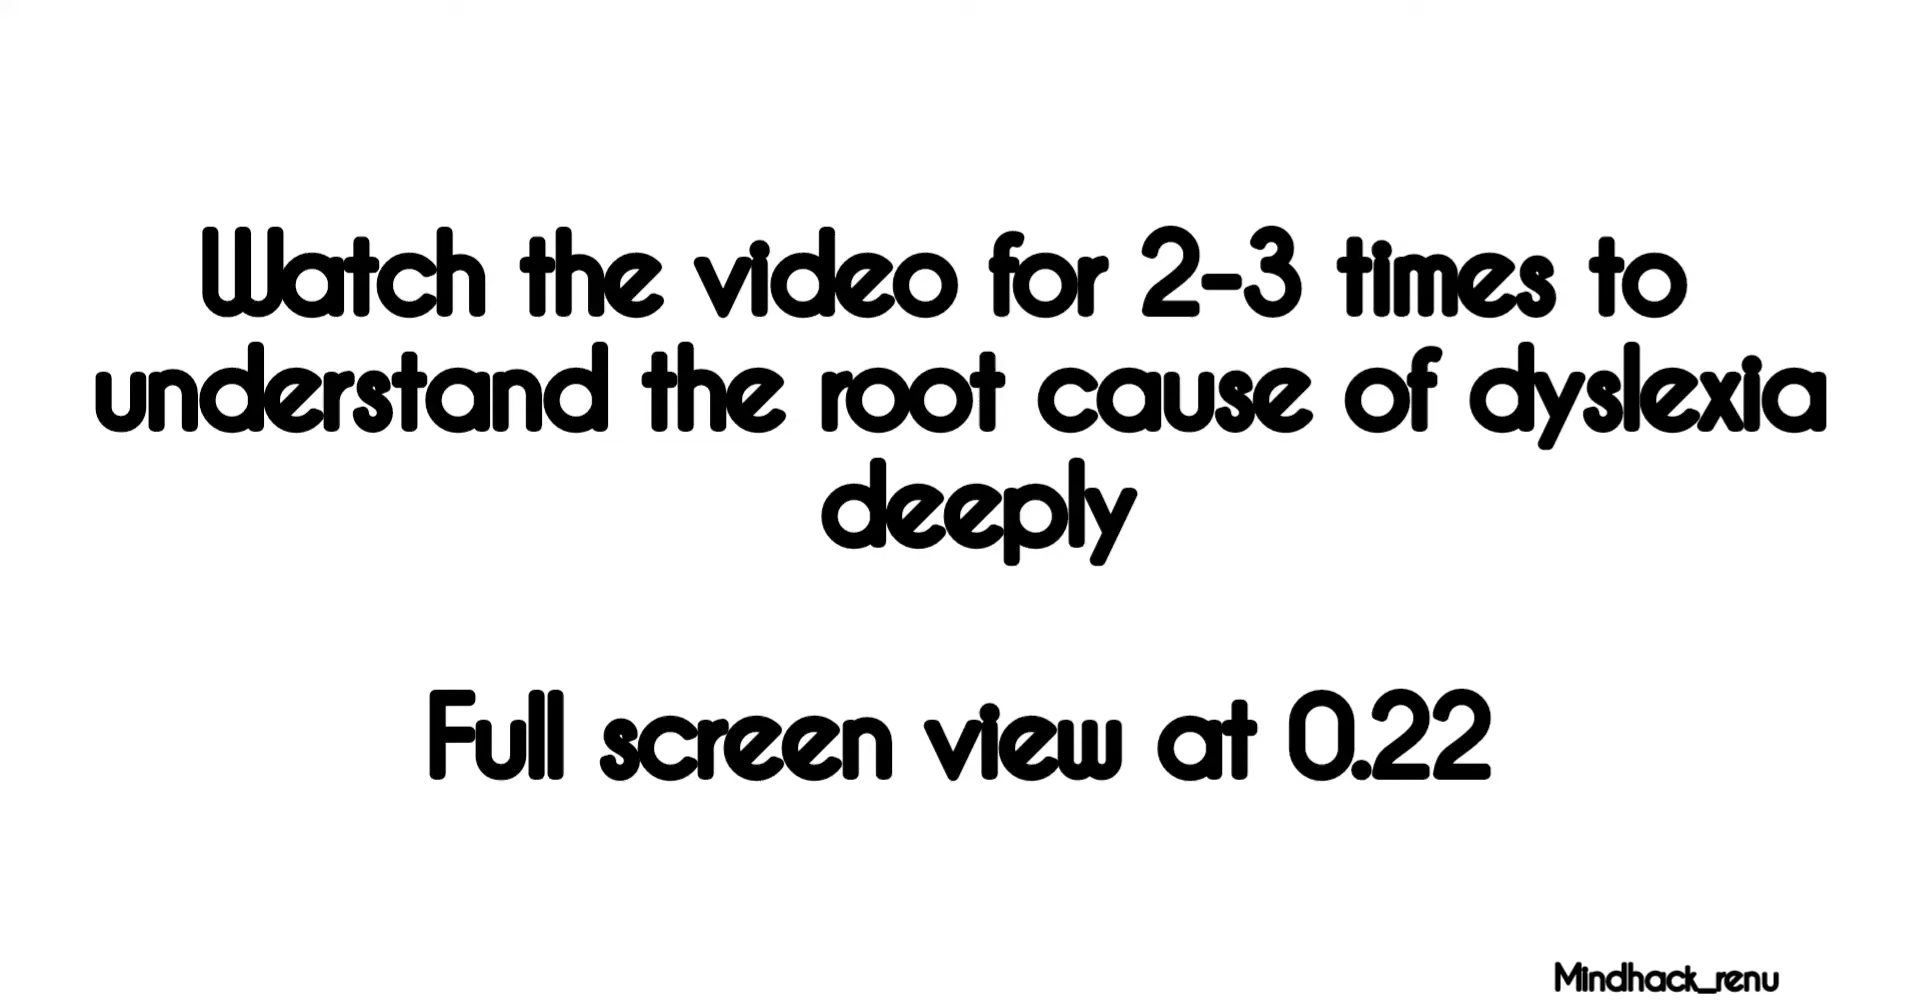 Watch the video for 2-3 times to
understand the root cause of dyslexia
deeply
Full screen view at 0.22
Mindhack_renu